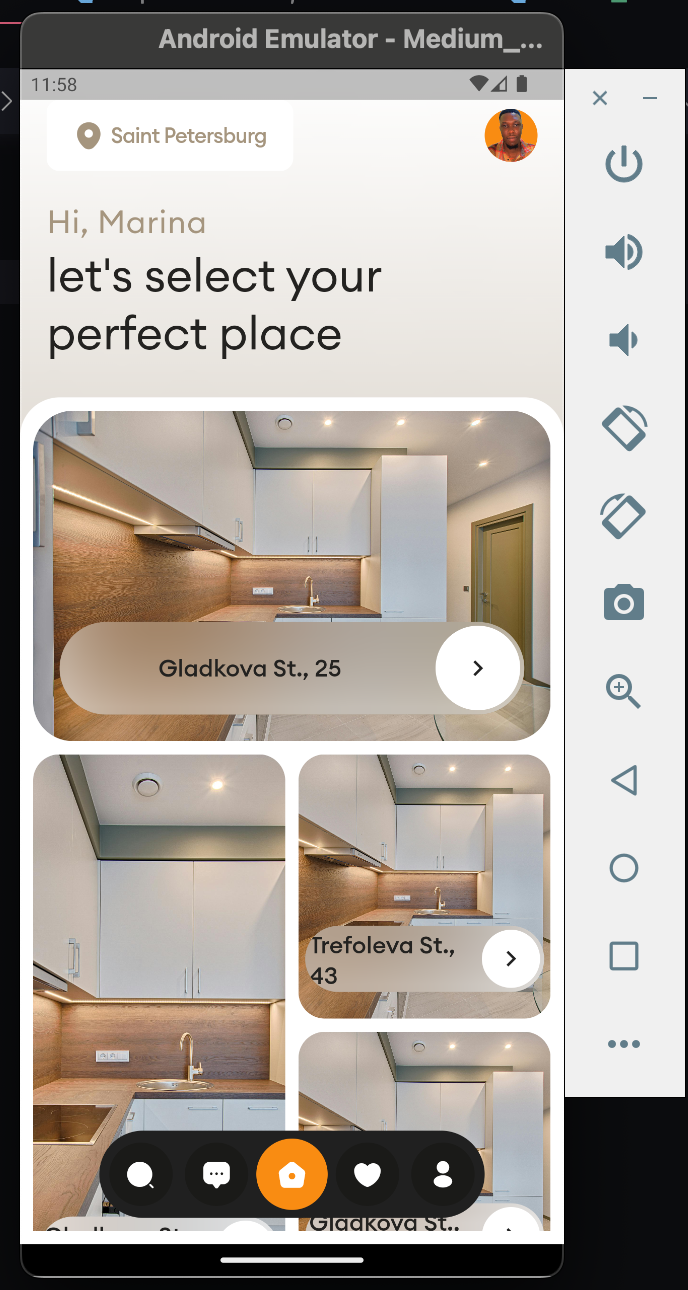 Android Emulator - Medium_...
11:58
Saint Petersburg
Hi, Marina
let's select your
perfect place
Gladkova St., 25
Trefoleva St.,
43
Gladkova St.,